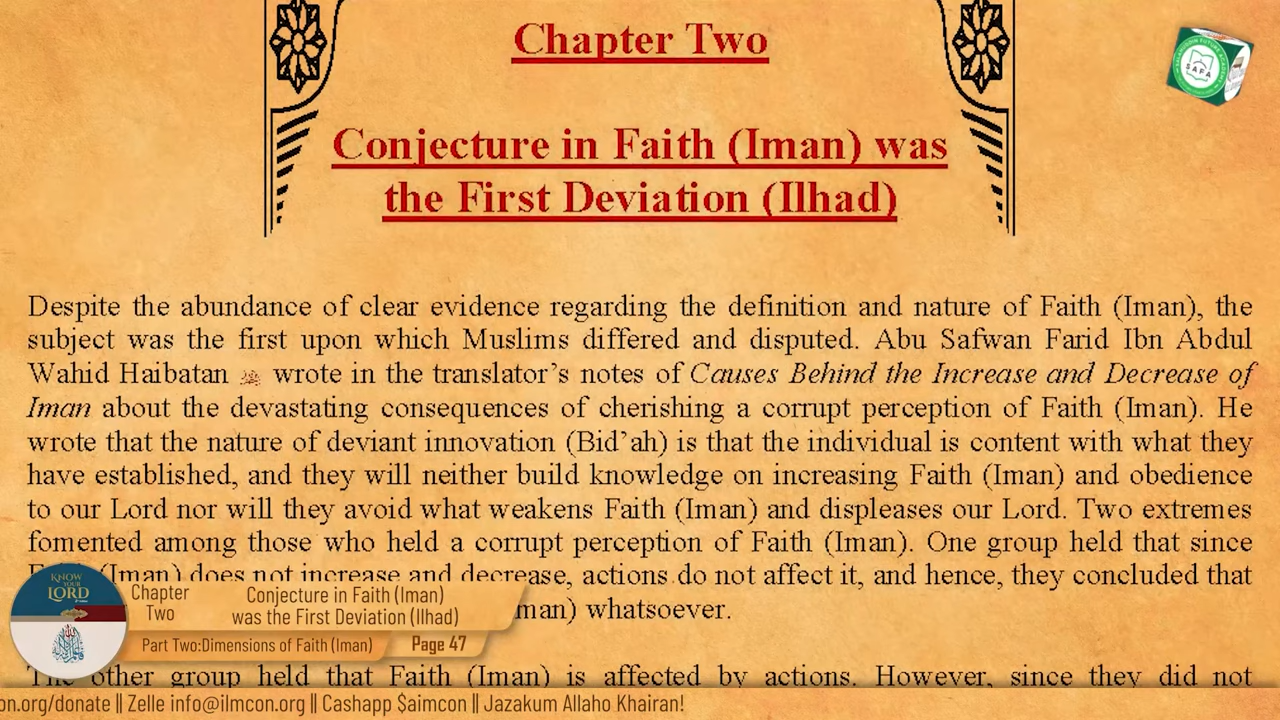 Chapter Two
Conjecture in Faith (Iman) was
the First Deviation (Ilhad)
Despite the abundance of clear evidence regarding the definition and nature of Faith (Iman), the
subject was the first upon which Muslims differed and disputed. Abu Safwan Farid Ibn Abdul
Wahid Haibatan wrote in the translator's notes of Causes Behind the Increase and Decrease of
Iman about the devastating consequences of cherishing a corrupt perception of Faith (Iman). He
wrote that the nature of deviant innovation (Bid'ah) is that the individual is content with what they
have established, and they will neither build knowledge on increasing Faith (Iman) and obedience
to our Lord nor will they avoid what weakens Faith (Iman) and displeases our Lord. Two extremes
fomented among those who held a corrupt perception of Faith (Iman). One group held that since
(Iman) does not increase and decrease, actions do not affect it, and hence, they concluded that
man) whatsoever.
The other group held that Faith (Iman) is affected by actions. However, since they did not
SAFA
KNOW
YOUR
LORD
Chapter
Two
Conjecture in Faith (Iman)
was the First Deviation (Ilhad)
Part Two:Dimensions of Faith (Iman)
Page 47
on.org/donate || Zelle info@ilmcon.org || Cashapp $aimcon || Jazakum Allaho Khairan!